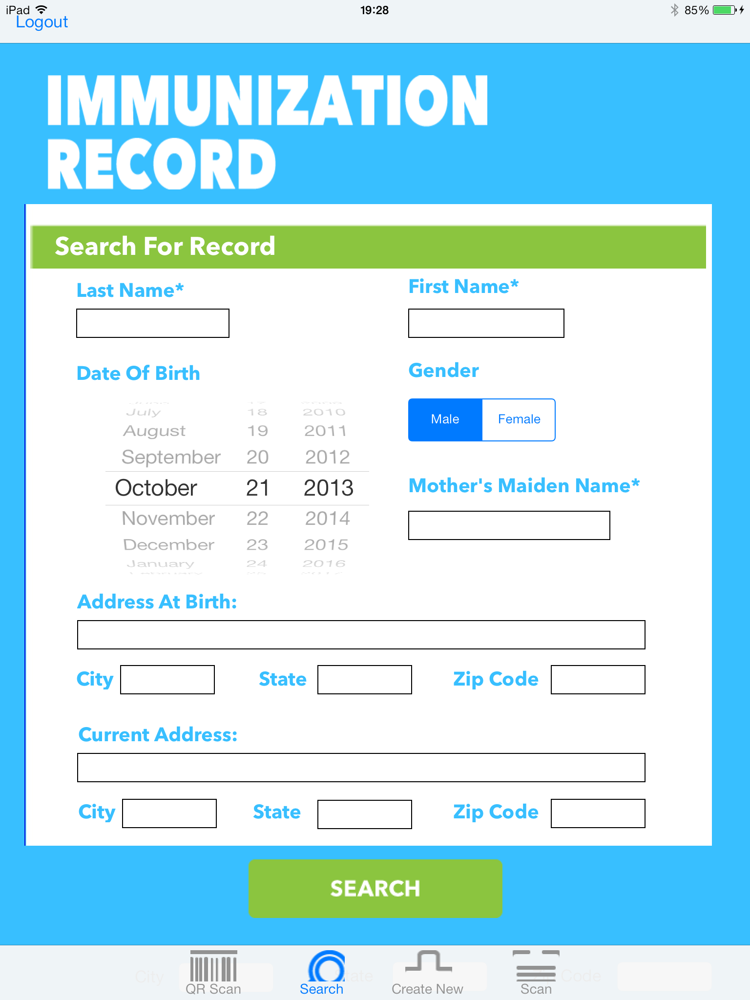 iPad 19:28 85%
Logout
IMMUNIZATION
RECORD
Search For Record
Last Name* First Name*
Date Of Birth Gender
July 18 2010
August 19 2011
September 20 2012
October 21 2013
November 22 2014
December 23 2015
January 24 2016
Male Female
Mother's Maiden Name*
Address At Birth:
City State Zip Code
Current Address:
City State Zip Code
SEARCH
City State Code
QR Scan Search Create New Scan